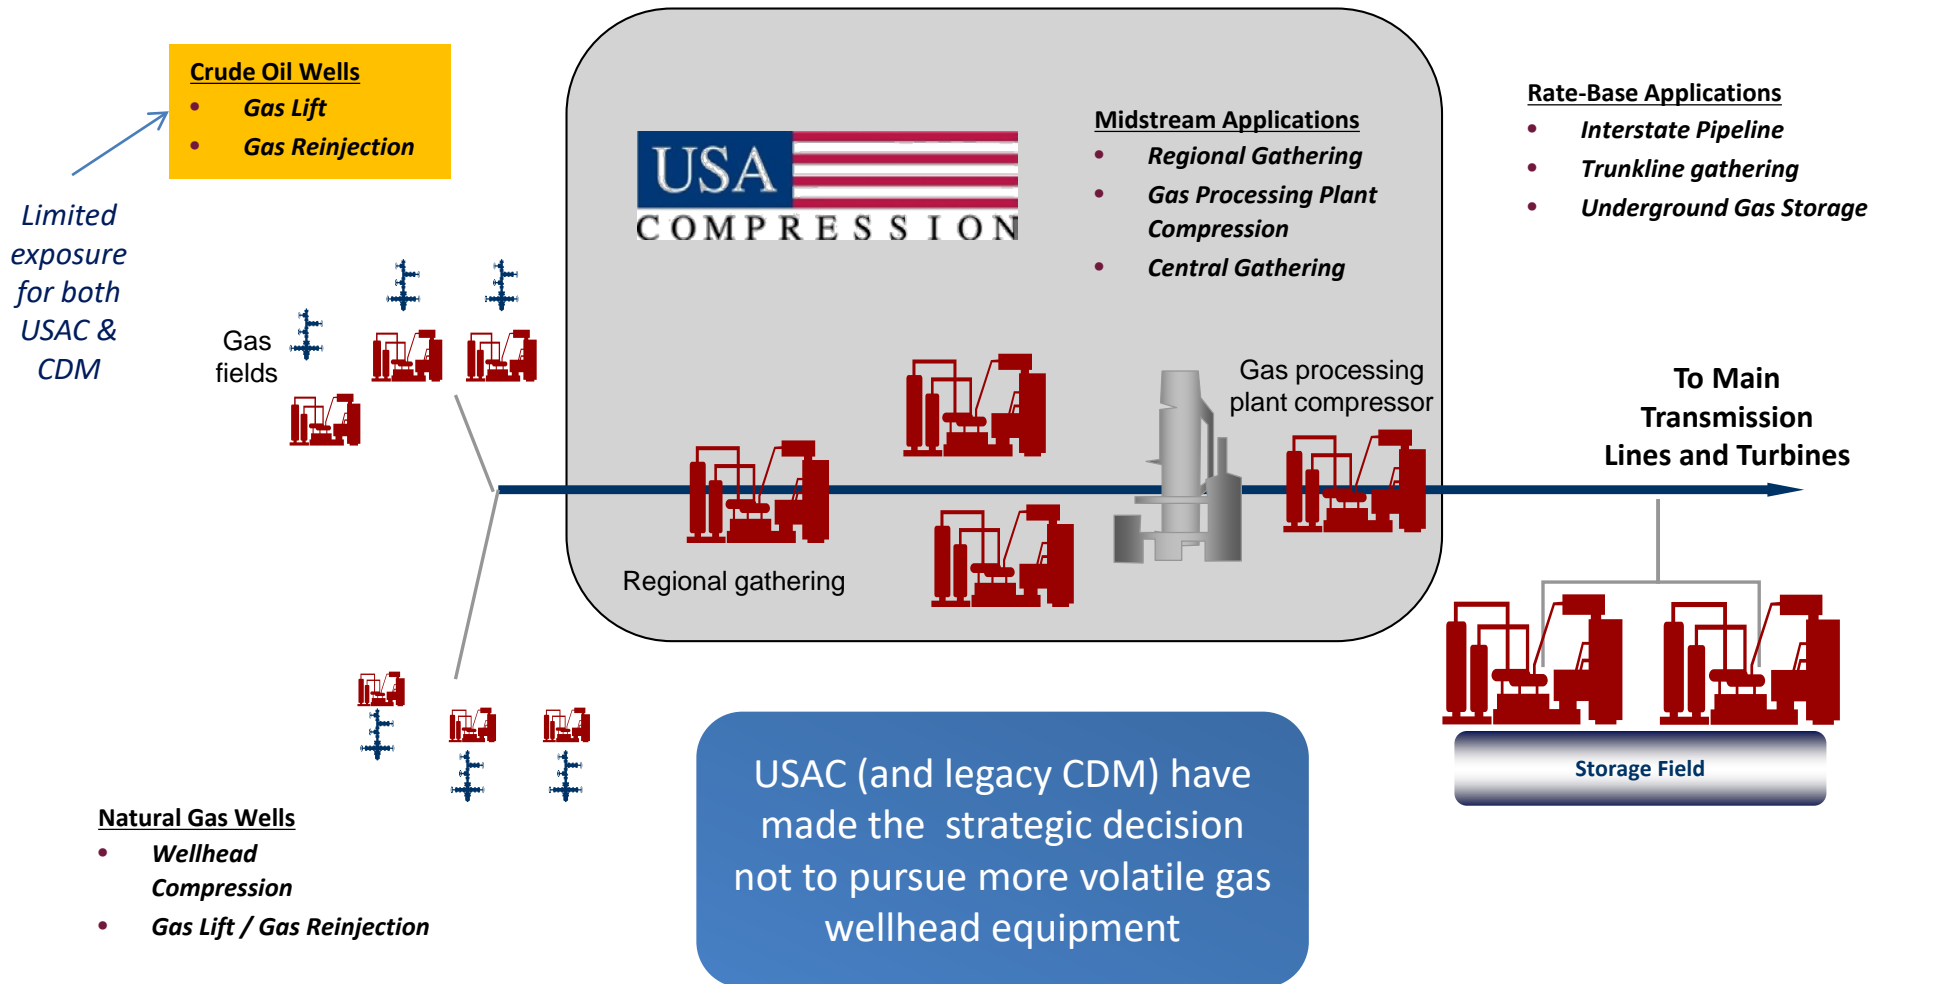 Crude Oil Wells
• Gas Lift
• Gas Reinjection
Limited
exposure
for both
USAC &
CDM
Gas
fields
USA
COMPRESSION
Midstream Applications
• Regional Gathering
• Gas Processing Plant
Compression
• Central Gathering
Rate-Base Applications
• Interstate Pipeline
• Trunkline gathering
• Underground Gas Storage
Gas processing
plant compressor
To Main
Transmission
Lines and Turbines
Regional gathering
Storage Field
Natural Gas Wells
• Wellhead
Compression
• Gas Lift / Gas Reinjection
USAC (and legacy CDM) have
made the strategic decision
not to pursue more volatile gas
wellhead equipment